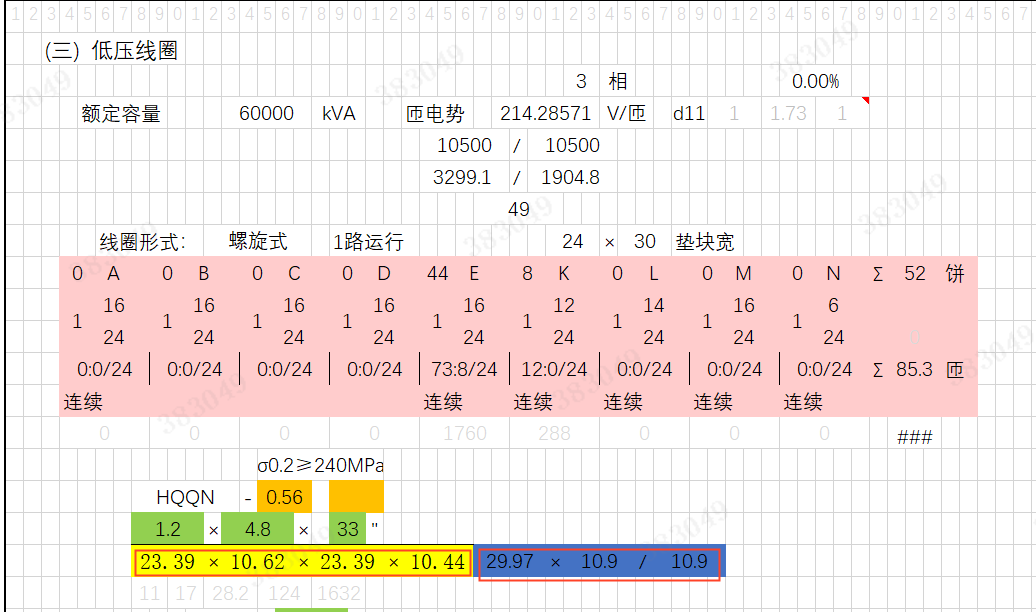 1 2 3 4 5 6 7 8 9 0 1 2 3 4 5 6 7 8 9 0 1 2 3 4 5 6 7 8 9 0 1 2 3 4 5 6 7 8 9 0 1 2 3 4 5 6 7 8 9 0 1 2 3 4 5 6 7
(三) 低压线圈
3 相 0.00%
额定容量 60000 kVA 匝电势 214.28571 V/匝 d11 1 1.73 1
10500 / 10500
3299.1 / 1904.8
49
线圈形式: 螺旋式 1路运行 24 × 30 垫块宽
0 A 0 B 0 C 0 D 44 E 8 K 0 L 0 M 0 N Σ 52 饼
16 16 16 16 16 12 14 16 6
1 1 1 1 1 1 1 1 1
24 24 24 24 24 24 24 24 24
0:0/24 0:0/24 0:0/24 0:0/24 73:8/24 12:0/24 0:0/24 0:0/24 0:0/24 Σ 85.3 匝
连续 连续 连续 连续 连续 连续
0 0 0 0 1760 288 0 0 0 ###
σ0.2≥240MPa
HQQN - 0.56
1.2 × 4.8 × 33 "
23.39 × 10.62 × 23.39 × 10.44 29.97 × 10.9 / 10.9
11 17 28.2 124 1632
383049